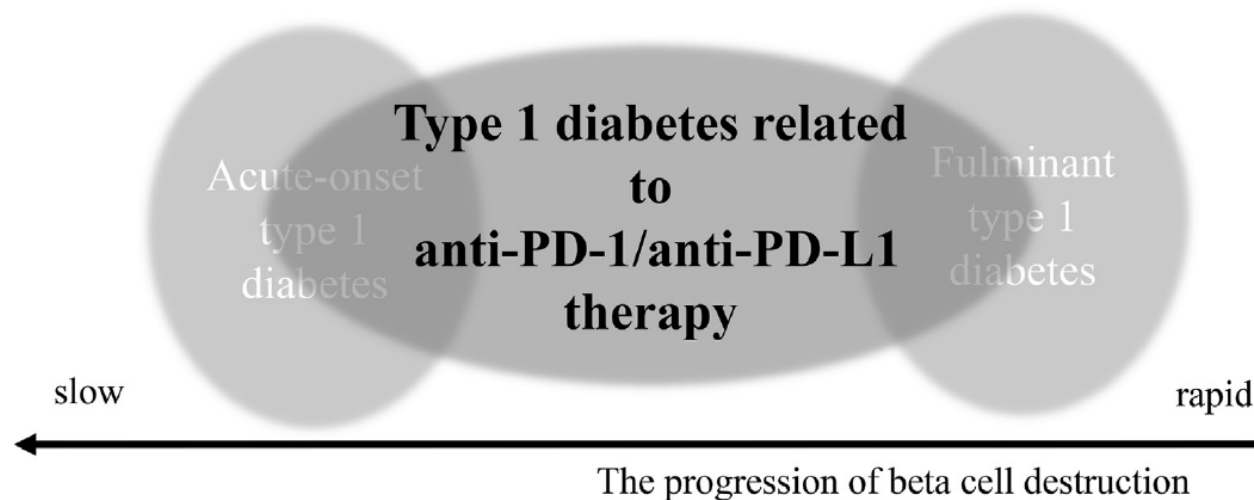 Type 1 diabetes related
to
anti-PD-1/anti-PD-L1
therapy
Acute-onset
type 1
diabetes
Fulminant
type 1
diabetes
slow
rapid
The progression of beta cell destruction